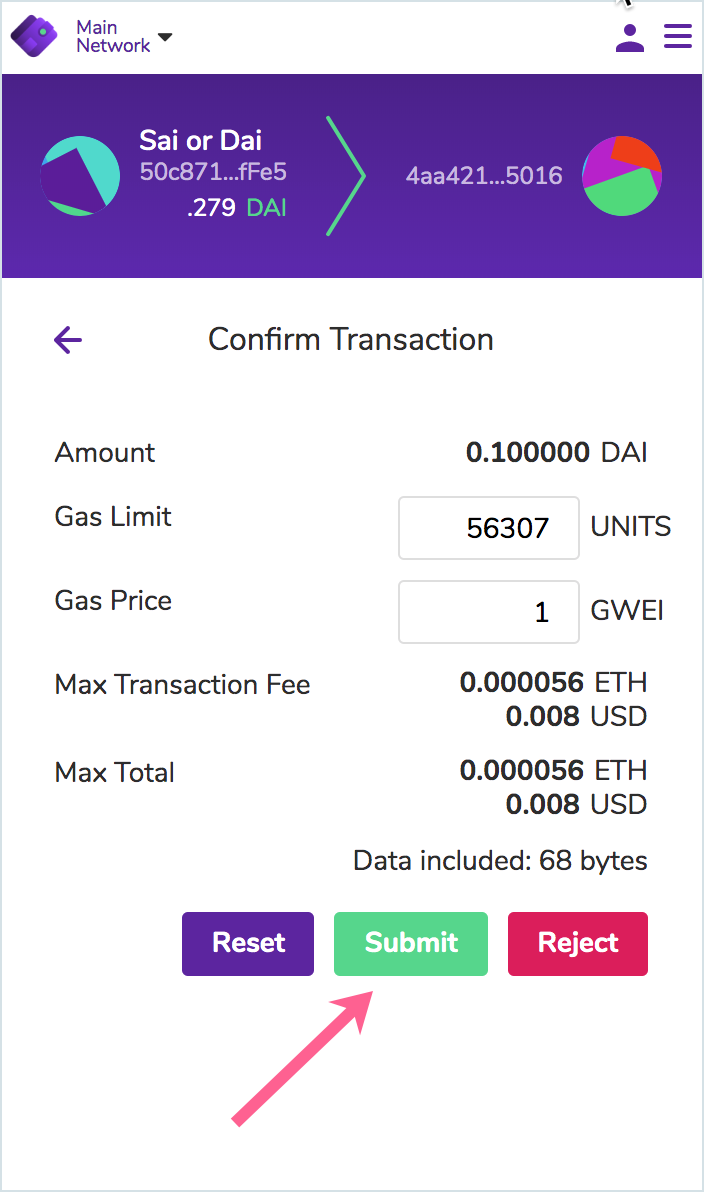 Main
Network
Sai or Dai
50c871...fFe5
.279 DAI
4aa421...5016
Confirm Transaction
Amount 0.100000 DAI
Gas Limit 56307 UNITS
Gas Price 1 GWEI
Max Transaction Fee 0.000056 ETH
0.008 USD
Max Total 0.000056 ETH
0.008 USD
Data included: 68 bytes
Reset Submit Reject